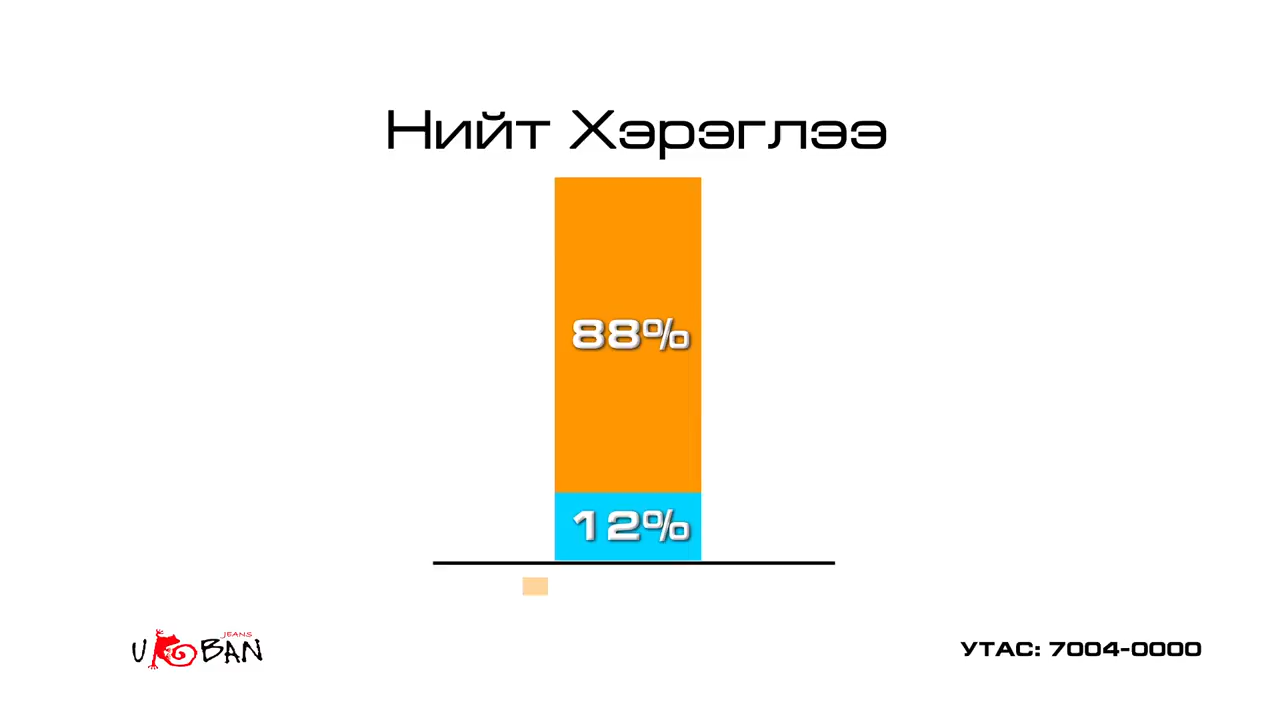 Нийт Хэрэглээ
88%
12%
JEANS
URBAN
УТАС: 7004-0000